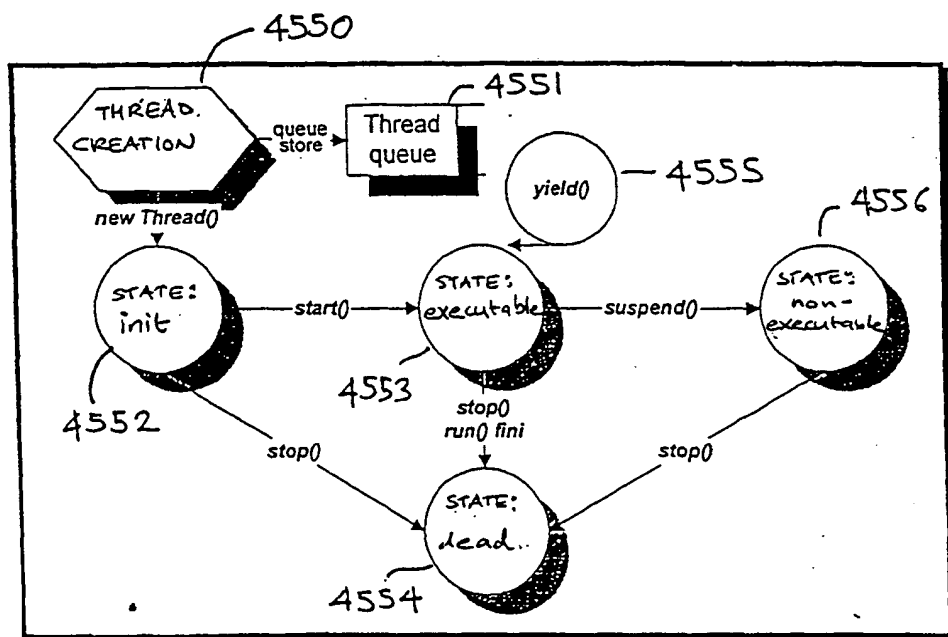 4550
4551
THREAD.
CREATION
queue
store
Thread
queue
yield()
4555
4556
new Thread()
STATE:
init
start()
STATE:
executable
suspend()
STATE:
non-
executable
4552
4553
stop()
run() fini
stop()
stop()
STATE:
dead..
4554